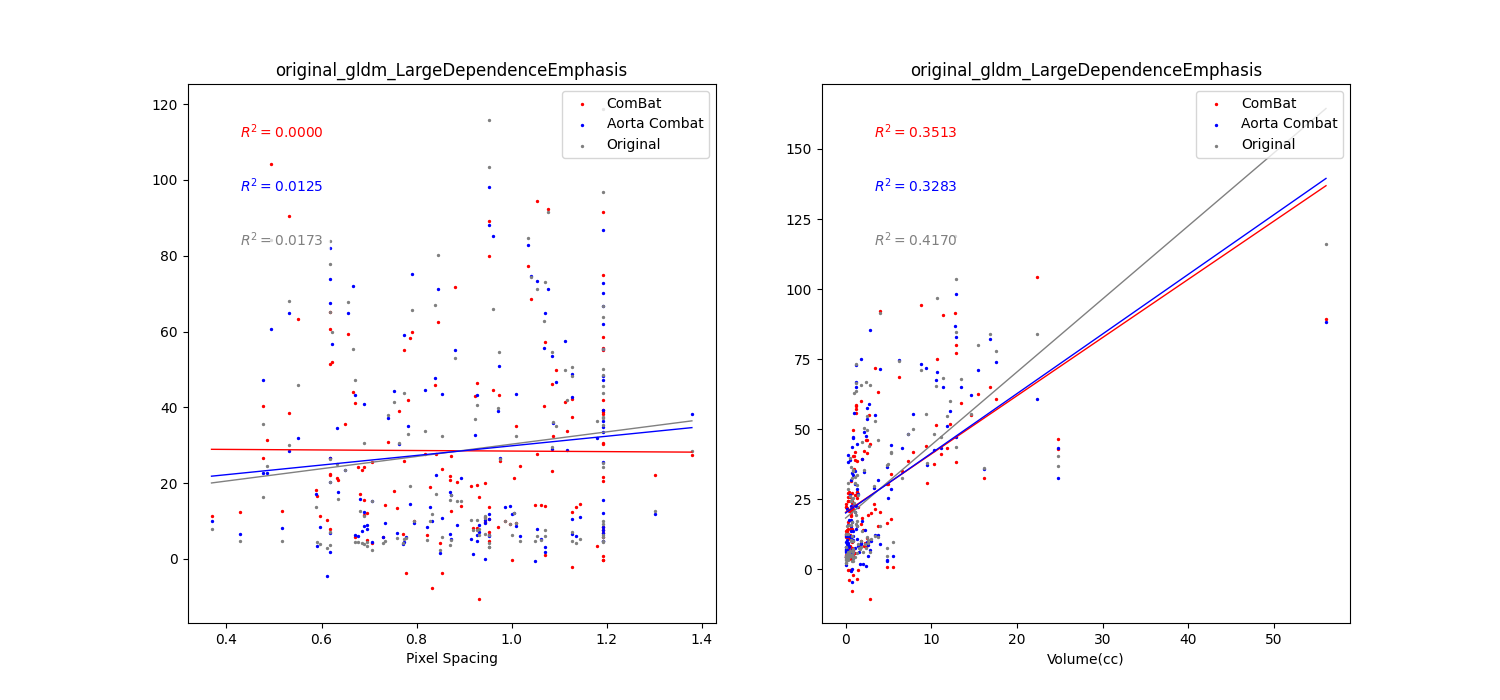 original_gldm_LargeDependenceEmphasis
ComBat
Aorta Combat
Original
R² = 0.0000
R² = 0.0125
R² = 0.0173
120
100
80
60
40
20
0
0.4 0.6 0.8 1.0 1.2 1.4
Pixel Spacing
original_gldm_LargeDependenceEmphasis
ComBat
Aorta Combat
Original
R² = 0.3513
R² = 0.3283
R² = 0.4170
150
125
100
75
50
25
0
0 10 20 30 40 50
Volume(cc)